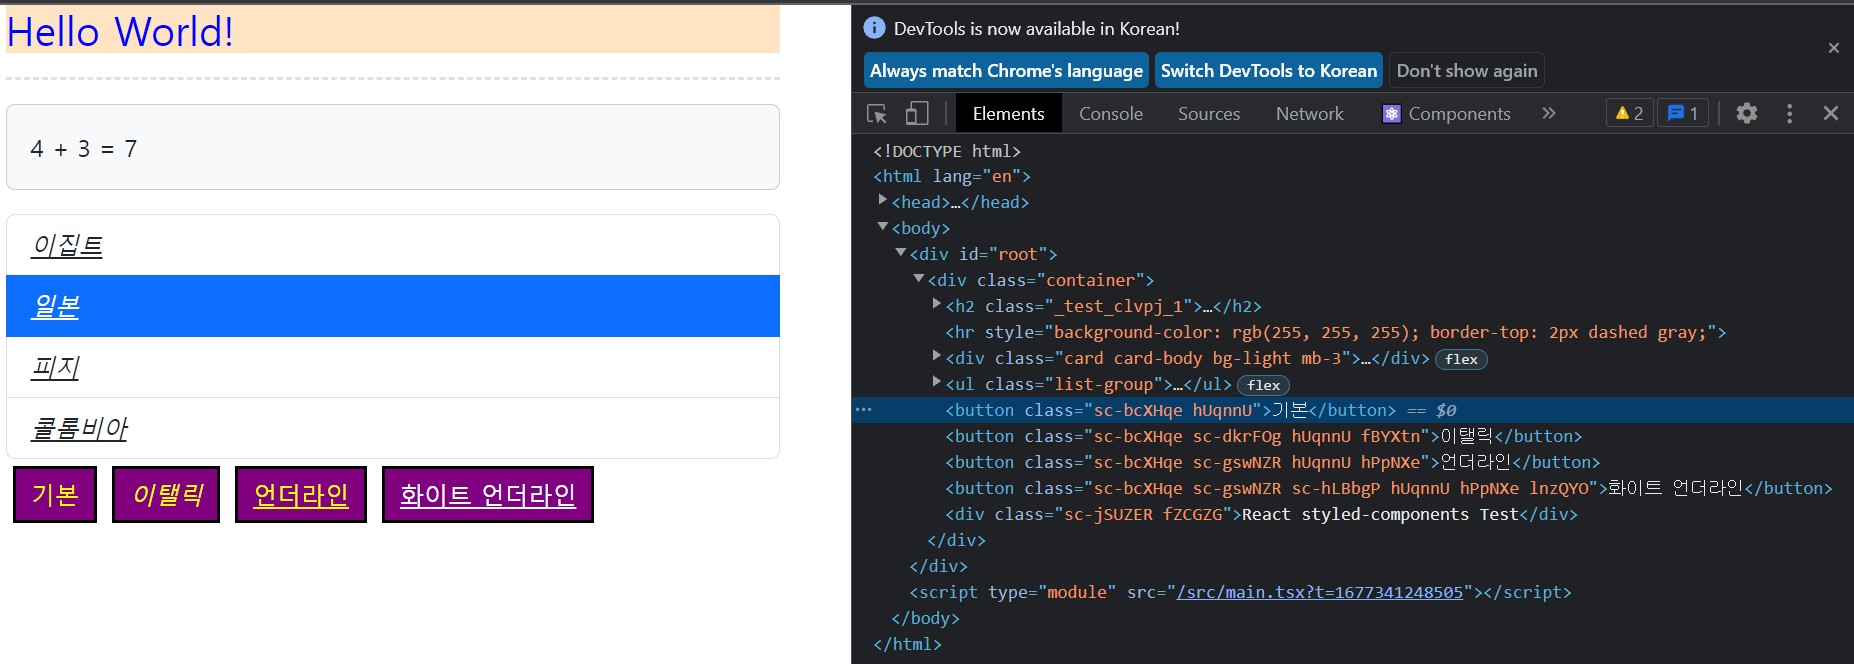 Hello World!
4 + 3 = 7
이집트
일본
피지
콜롬비아
기본 이탤릭 언더라인 화이트 언더라인
DevTools is now available in Korean!
Always match Chrome's language Switch DevTools to Korean Don't show again
Elements Console Sources Network Components 2 1
<!DOCTYPE html>
<html lang="en">
<head>…</head>
<body>
<div id="root">
<div class="container">
<h2 class="_test_clvpj_1">…</h2>
<hr style="background-color: rgb(255, 255, 255); border-top: 2px dashed gray;">
<div class="card card-body bg-light mb-3">…</div> flex
<ul class="list-group">…</ul> flex
<button class="sc-bcXHqe hUqnnU">기본</button> == $0
<button class="sc-bcXHqe sc-dkrFOg hUqnnU fBYXtn">이탤릭</button>
<button class="sc-bcXHqe sc-gswNZR hUqnnU hPpNXe">언더라인</button>
<button class="sc-bcXHqe sc-gswNZR sc-hLBbgP hUqnnU hPpNXe lnzQYO">화이트 언더라인</button>
<div class="sc-jSUZER fZCGZG">React styled-components Test</div>
</div>
</div>
<script type="module" src="/src/main.tsx?t=1677341248505"></script>
</body>
</html>